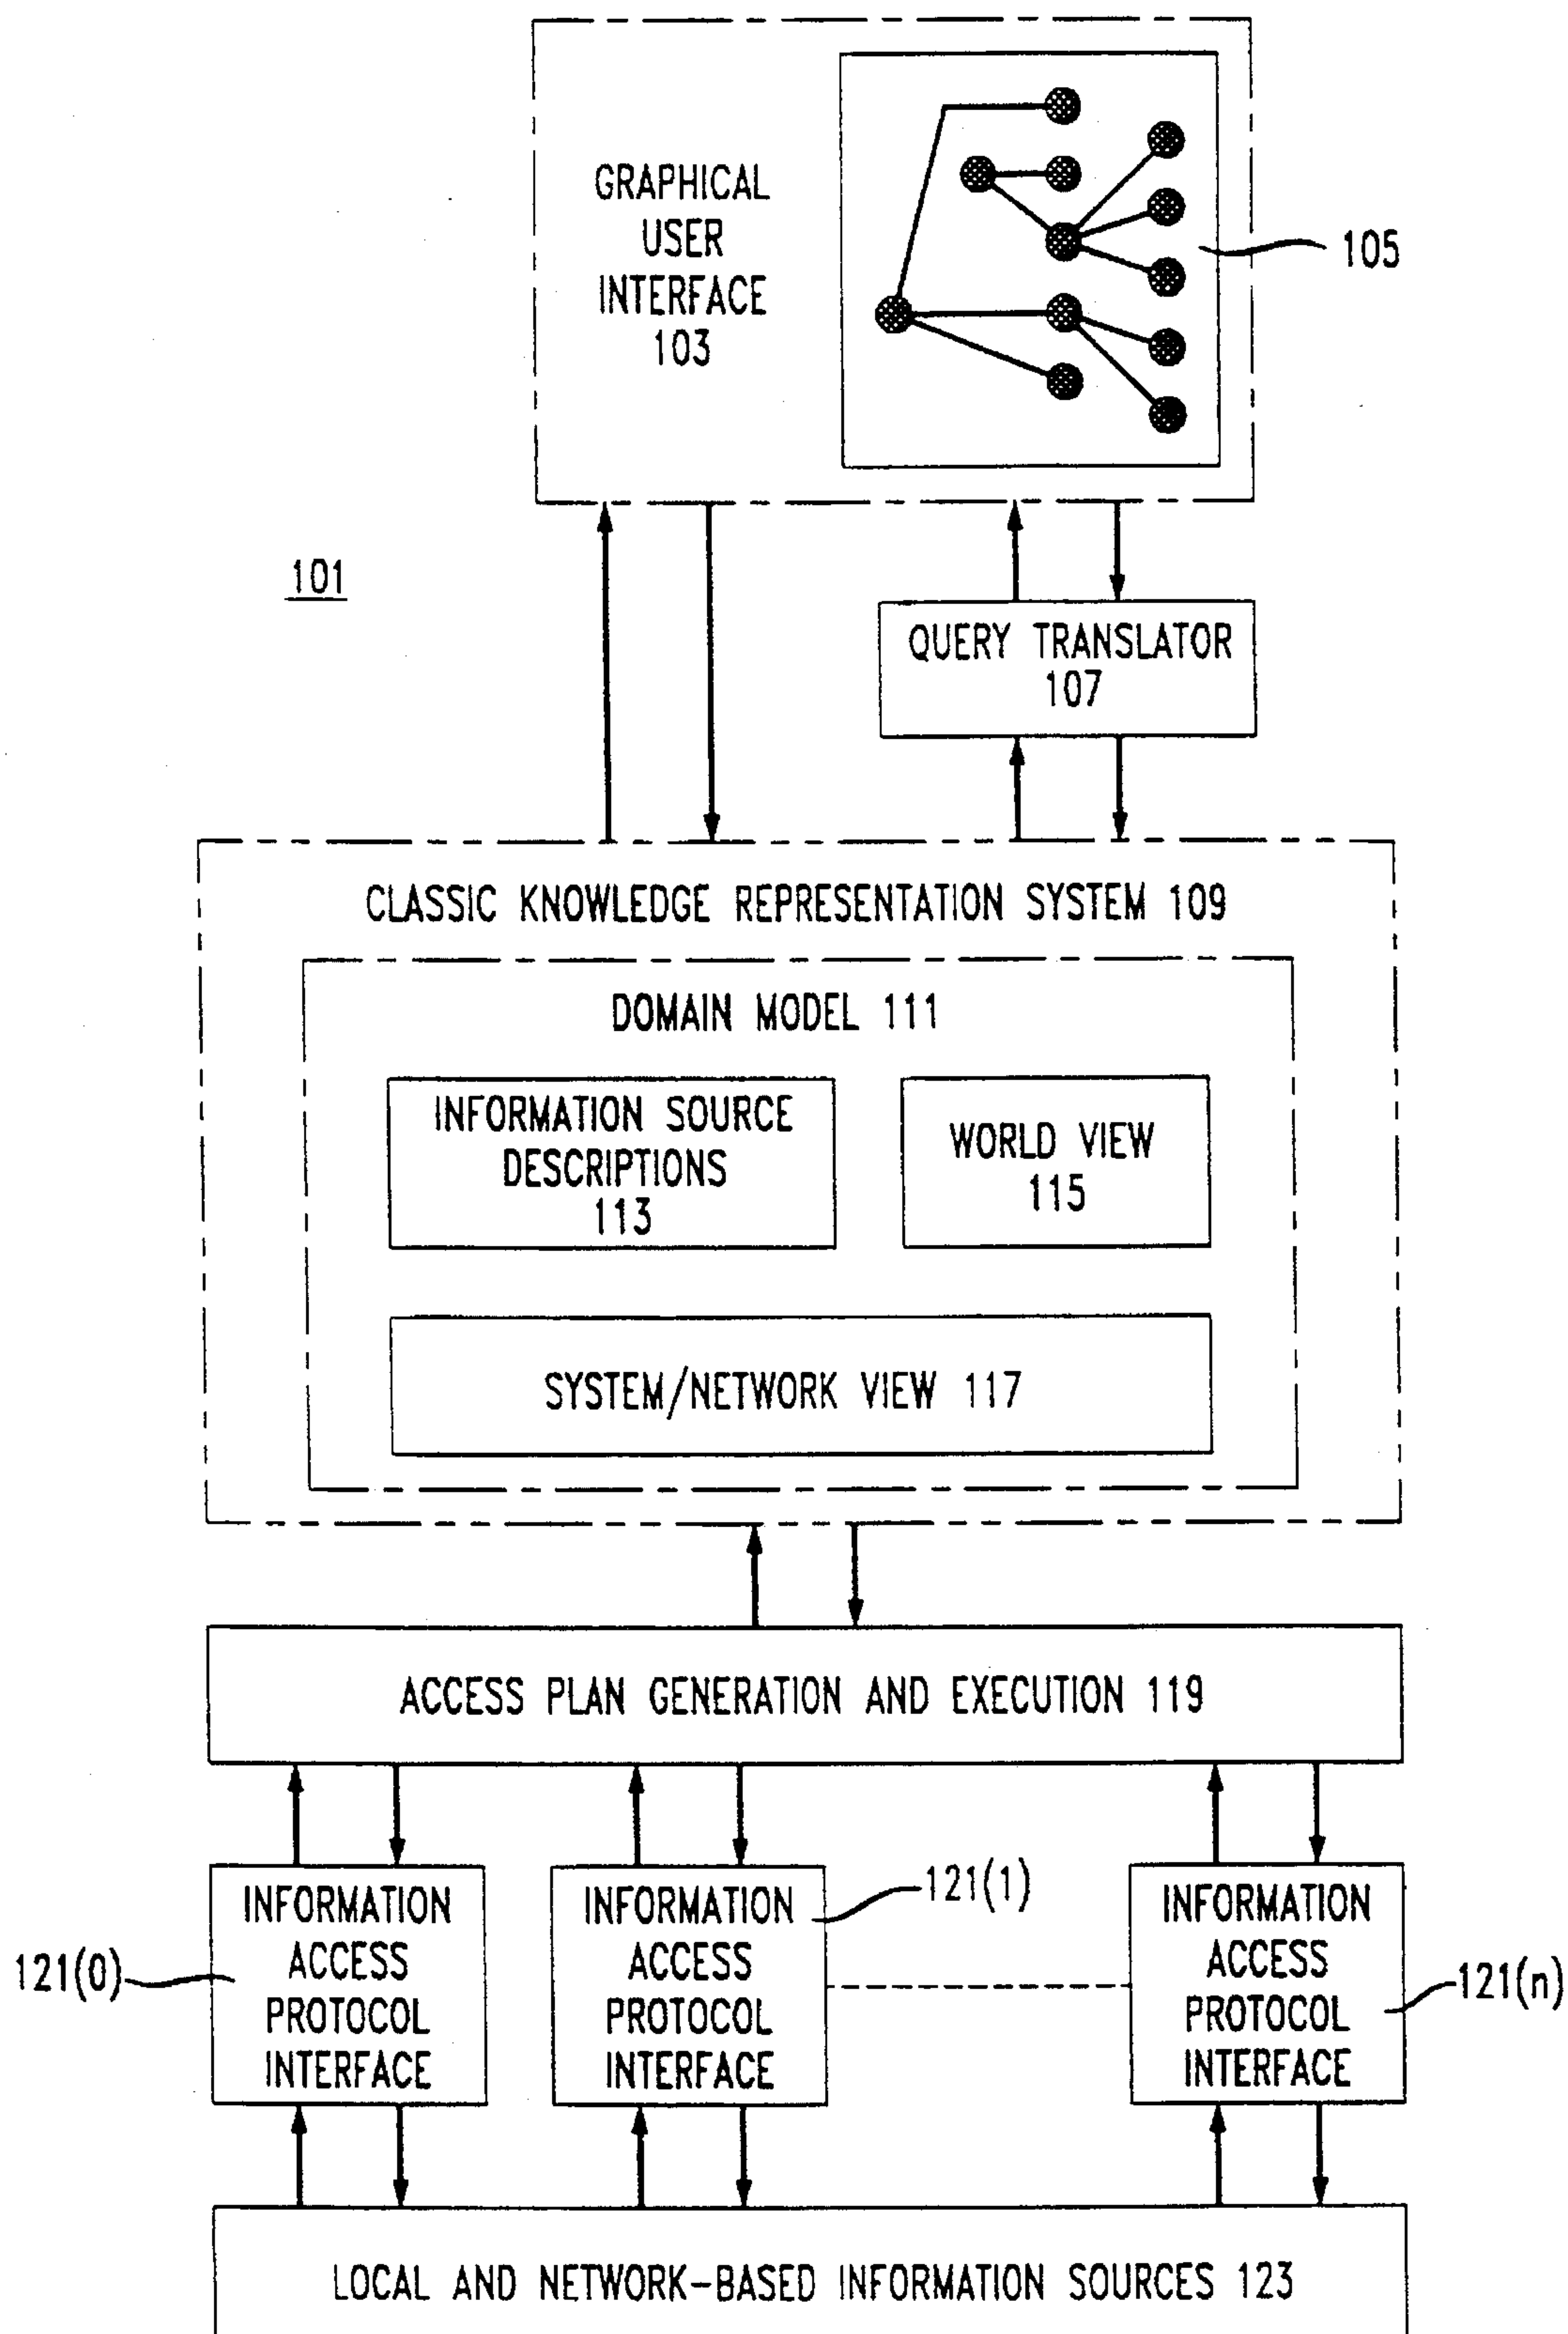 GRAPHICAL
USER
INTERFACE
103
105
101
QUERY TRANSLATOR
107
CLASSIC KNOWLEDGE REPRESENTATION SYSTEM 109
DOMAIN MODEL 111
INFORMATION SOURCE
DESCRIPTIONS
113
WORLD VIEW
115
SYSTEM/NETWORK VIEW 117
ACCESS PLAN GENERATION AND EXECUTION 119
121(0)
INFORMATION
ACCESS
PROTOCOL
INTERFACE
INFORMATION
ACCESS
PROTOCOL
INTERFACE
121(1)
INFORMATION
ACCESS
PROTOCOL
INTERFACE
121(n)
LOCAL AND NETWORK-BASED INFORMATION SOURCES 123